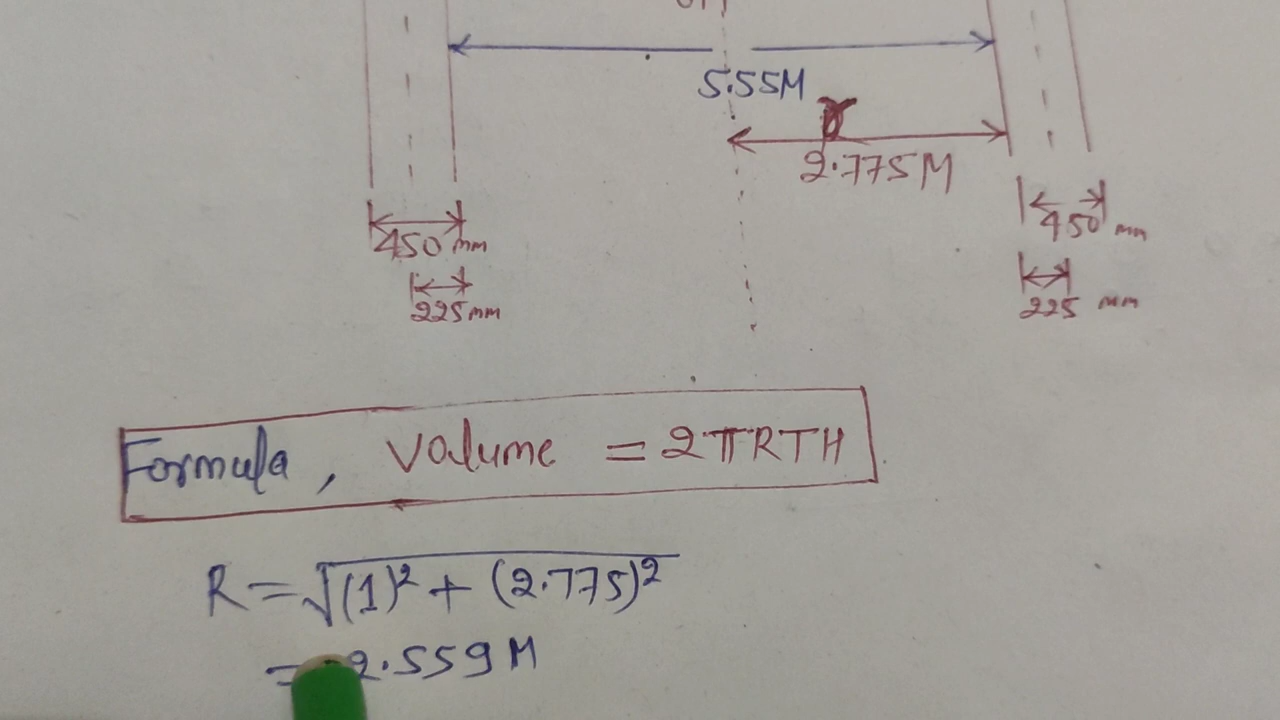 5.55M
r
2.775M
450 mm
450 mm
225 mm
225 mm
Formula, Volume = 2πRTH
R = √(1)² + (2.775)²
= 2.559 M